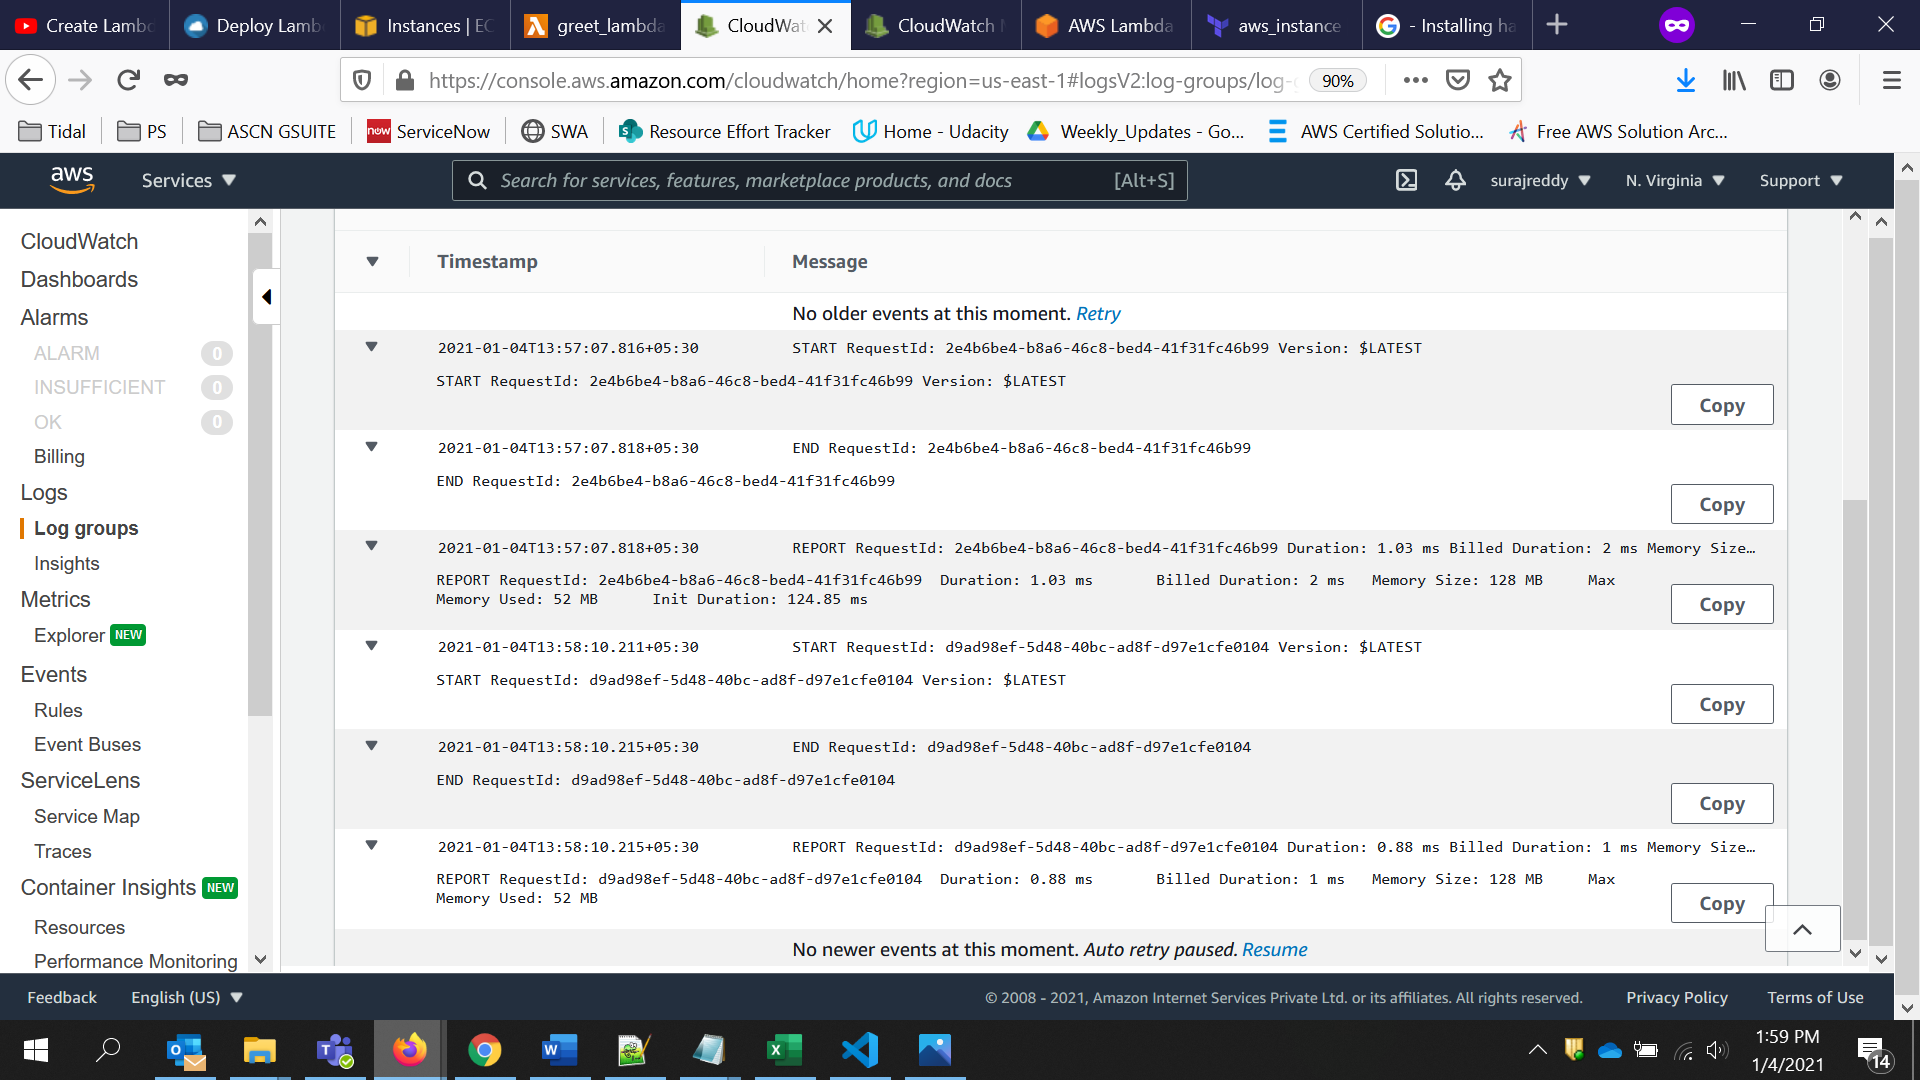 Create Lambo
Deploy Lamb
Instances | EC
greet_lambda
CloudWat
CloudWatch M
AWS Lambda
aws_instance
- Installing ha
https://console.aws.amazon.com/cloudwatch/home?region=us-east-1#logsV2:log-groups/log-g
90%
Tidal
PS
ASCN GSUITE
now
ServiceNow
SWA
Resource Effort Tracker
Home - Udacity
Weekly_Updates - Go...
AWS Certified Solutio...
Free AWS Solution Arc...
aws
Services
Search for services, features, marketplace products, and docs
[Alt+S]
surajreddy
N. Virginia
Support
CloudWatch
Dashboards
Alarms
ALARM 0
INSUFFICIENT 0
OK 0
Billing
Logs
Log groups
Insights
Metrics
Explorer NEW
Events
Rules
Event Buses
ServiceLens
Service Map
Traces
Container Insights NEW
Resources
Performance Monitoring
Timestamp Message
No older events at this moment. Retry
2021-01-04T13:57:07.816+05:30 START RequestId: 2e4b6be4-b8a6-46c8-bed4-41f31fc46b99 Version: $LATEST
START RequestId: 2e4b6be4-b8a6-46c8-bed4-41f31fc46b99 Version: $LATEST
Copy
2021-01-04T13:57:07.818+05:30 END RequestId: 2e4b6be4-b8a6-46c8-bed4-41f31fc46b99
END RequestId: 2e4b6be4-b8a6-46c8-bed4-41f31fc46b99
Copy
2021-01-04T13:57:07.818+05:30 REPORT RequestId: 2e4b6be4-b8a6-46c8-bed4-41f31fc46b99 Duration: 1.03 ms Billed Duration: 2 ms Memory Size…
REPORT RequestId: 2e4b6be4-b8a6-46c8-bed4-41f31fc46b99 Duration: 1.03 ms Billed Duration: 2 ms Memory Size: 128 MB Max
Memory Used: 52 MB Init Duration: 124.85 ms
Copy
2021-01-04T13:58:10.211+05:30 START RequestId: d9ad98ef-5d48-40bc-ad8f-d97e1cfe0104 Version: $LATEST
START RequestId: d9ad98ef-5d48-40bc-ad8f-d97e1cfe0104 Version: $LATEST
Copy
2021-01-04T13:58:10.215+05:30 END RequestId: d9ad98ef-5d48-40bc-ad8f-d97e1cfe0104
END RequestId: d9ad98ef-5d48-40bc-ad8f-d97e1cfe0104
Copy
2021-01-04T13:58:10.215+05:30 REPORT RequestId: d9ad98ef-5d48-40bc-ad8f-d97e1cfe0104 Duration: 0.88 ms Billed Duration: 1 ms Memory Size…
REPORT RequestId: d9ad98ef-5d48-40bc-ad8f-d97e1cfe0104 Duration: 0.88 ms Billed Duration: 1 ms Memory Size: 128 MB Max
Memory Used: 52 MB
Copy
No newer events at this moment. Auto retry paused. Resume
Feedback
English (US)
© 2008 - 2021, Amazon Internet Services Private Ltd. or its affiliates. All rights reserved.
Privacy Policy
Terms of Use
1:59 PM
1/4/2021
14